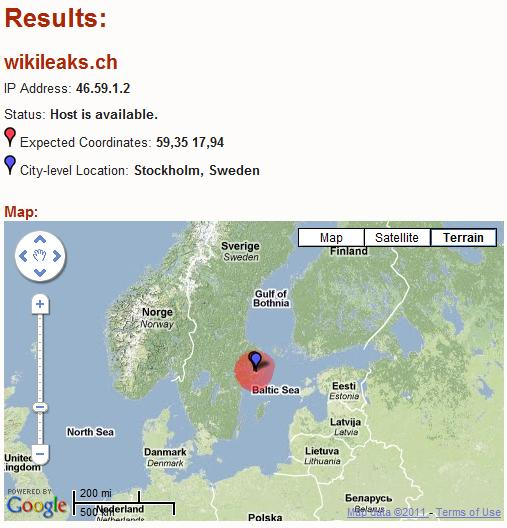 Results:
wikileaks.ch
IP Address: 46.59.1.2
Status: Host is available.
Expected Coordinates: 59,35 17,94
City-level Location: Stockholm, Sweden
Map:
Map Satellite Terrain
Sverige
Sweden
Finland
Gulf of
Bothnia
Norge
Norway
Baltic Sea
Eesti
Estonia
North Sea
Latvija
Latvia
Danmark
Denmark
Lietuva
Lithuania
United
Kingdom
POWERED BY
Google
200 mi
500 km
Nederland
Netherlands
Polska
Poland
Беларусь
Belarus
Map data ©2011 - Terms of Use